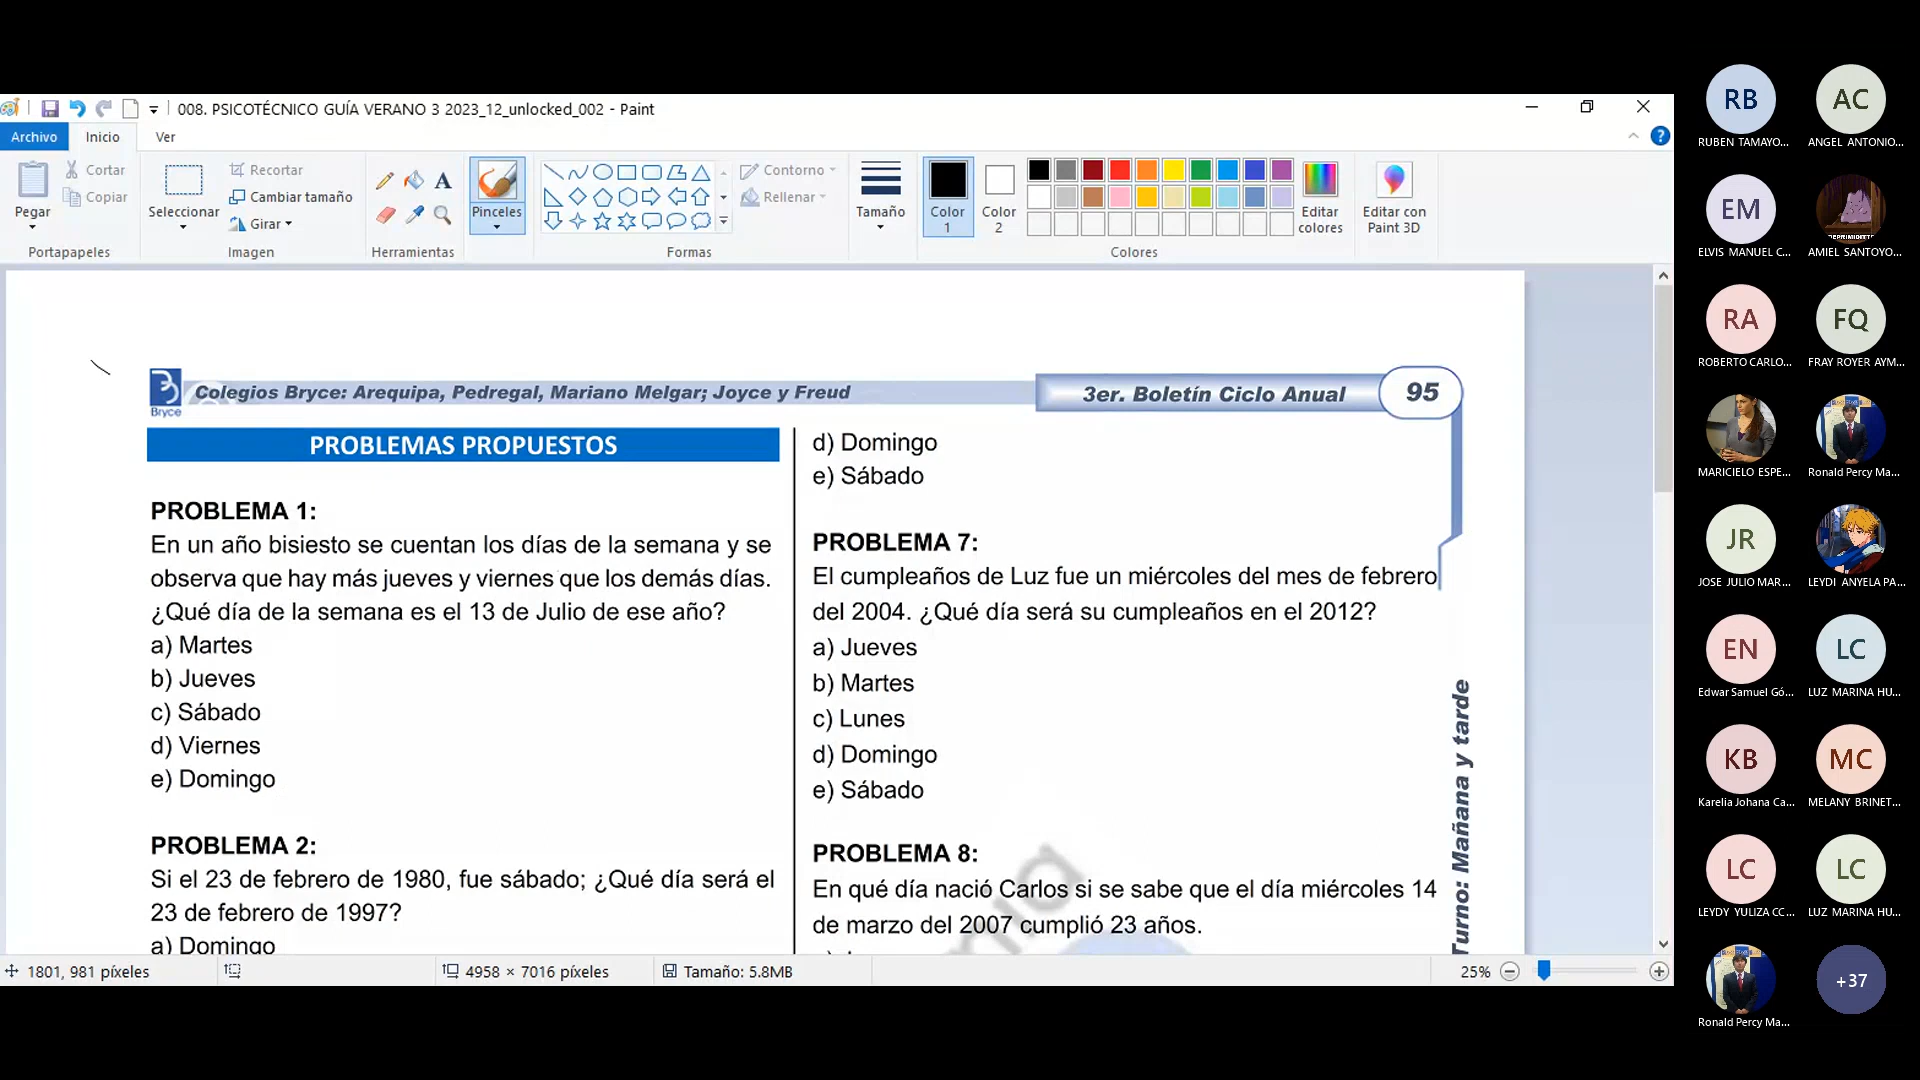 008. PSICOTÉCNICO GUÍA VERANO 3 2023_12_unlocked_002 - Paint
Archivo
Inicio
Ver
Pegar
Cortar
Copiar
Portapapeles
Seleccionar
Recortar
Cambiar tamaño
Girar
Imagen
Herramientas
Pinceles
Formas
Contorno
Rellenar
Tamaño
Color 1
Color 2
Editar colores
Colores
Editar con Paint 3D
Bryce
Colegios Bryce: Arequipa, Pedregal, Mariano Melgar; Joyce y Freud
3er. Boletín Ciclo Anual
95
PROBLEMAS PROPUESTOS
PROBLEMA 1:
En un año bisiesto se cuentan los días de la semana y se
observa que hay más jueves y viernes que los demás días.
¿Qué día de la semana es el 13 de Julio de ese año?
a) Martes
b) Jueves
c) Sábado
d) Viernes
e) Domingo
PROBLEMA 2:
Si el 23 de febrero de 1980, fue sábado; ¿Qué día será el
23 de febrero de 1997?
a) Domingo
d) Domingo
e) Sábado
PROBLEMA 7:
El cumpleaños de Luz fue un miércoles del mes de febrero
del 2004. ¿Qué día será su cumpleaños en el 2012?
a) Jueves
b) Martes
c) Lunes
d) Domingo
e) Sábado
PROBLEMA 8:
En qué día nació Carlos si se sabe que el día miércoles 14
de marzo del 2007 cumplió 23 años.
Turno: Mañana y tarde
1801, 981 píxeles
4958 × 7016 píxeles
Tamaño: 5.8MB
25%
RB
RUBEN TAMAYO...
AC
ANGEL ANTONIO...
EM
ELVIS MANUEL C...
AMIEL SANTOYO...
RA
ROBERTO CARLO...
FQ
FRAY ROYER AYM...
MARICIELO ESPE...
Ronald Percy Ma...
JR
JOSE JULIO MAR...
LEYDI ANYELA PA...
EN
Edwar Samuel Gó...
LC
LUZ MARINA HU...
KB
Karelia Johana Ca...
MC
MELANY BRINET...
LC
LEYDY YULIZA CC...
LC
LUZ MARINA HU...
Ronald Percy Ma...
+37